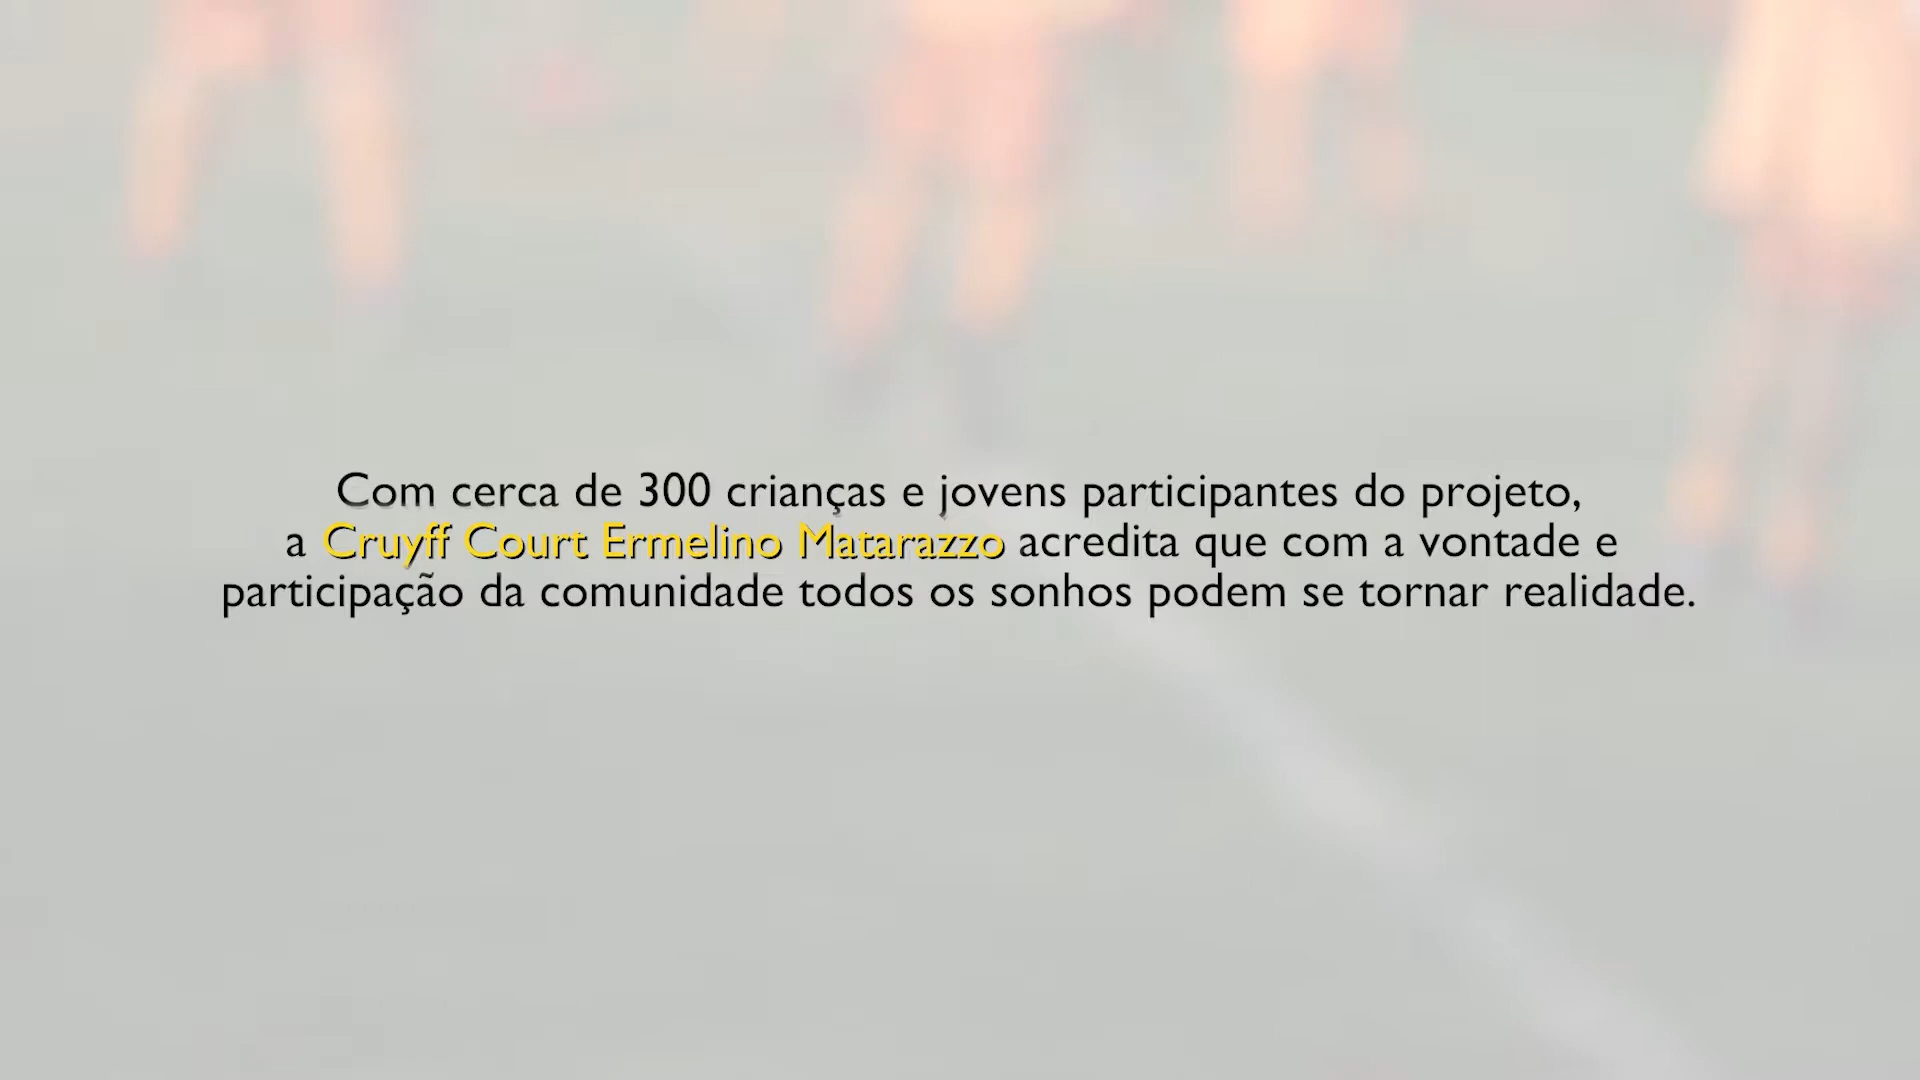 Com cerca de 300 crianças e jovens participantes do projeto,
a Cruyff Court Ermelino Matarazzo acredita que com a vontade e
participação da comunidade todos os sonhos podem se tornar realidade.